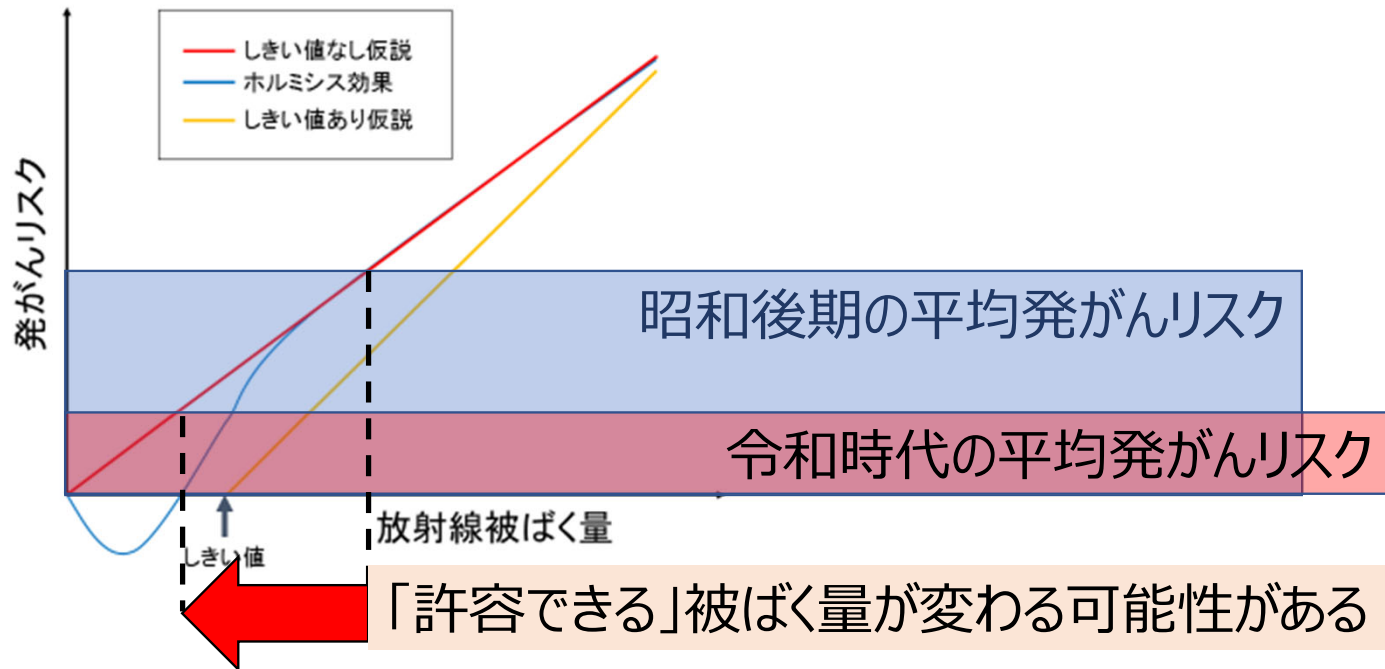 しきい値なし仮説
ホルミシス効果
しきい値あり仮説
発がんリスク
昭和後期の平均発がんリスク
令和時代の平均発がんリスク
放射線被ばく量
しきい値
「許容できる」被ばく量が変わる可能性がある